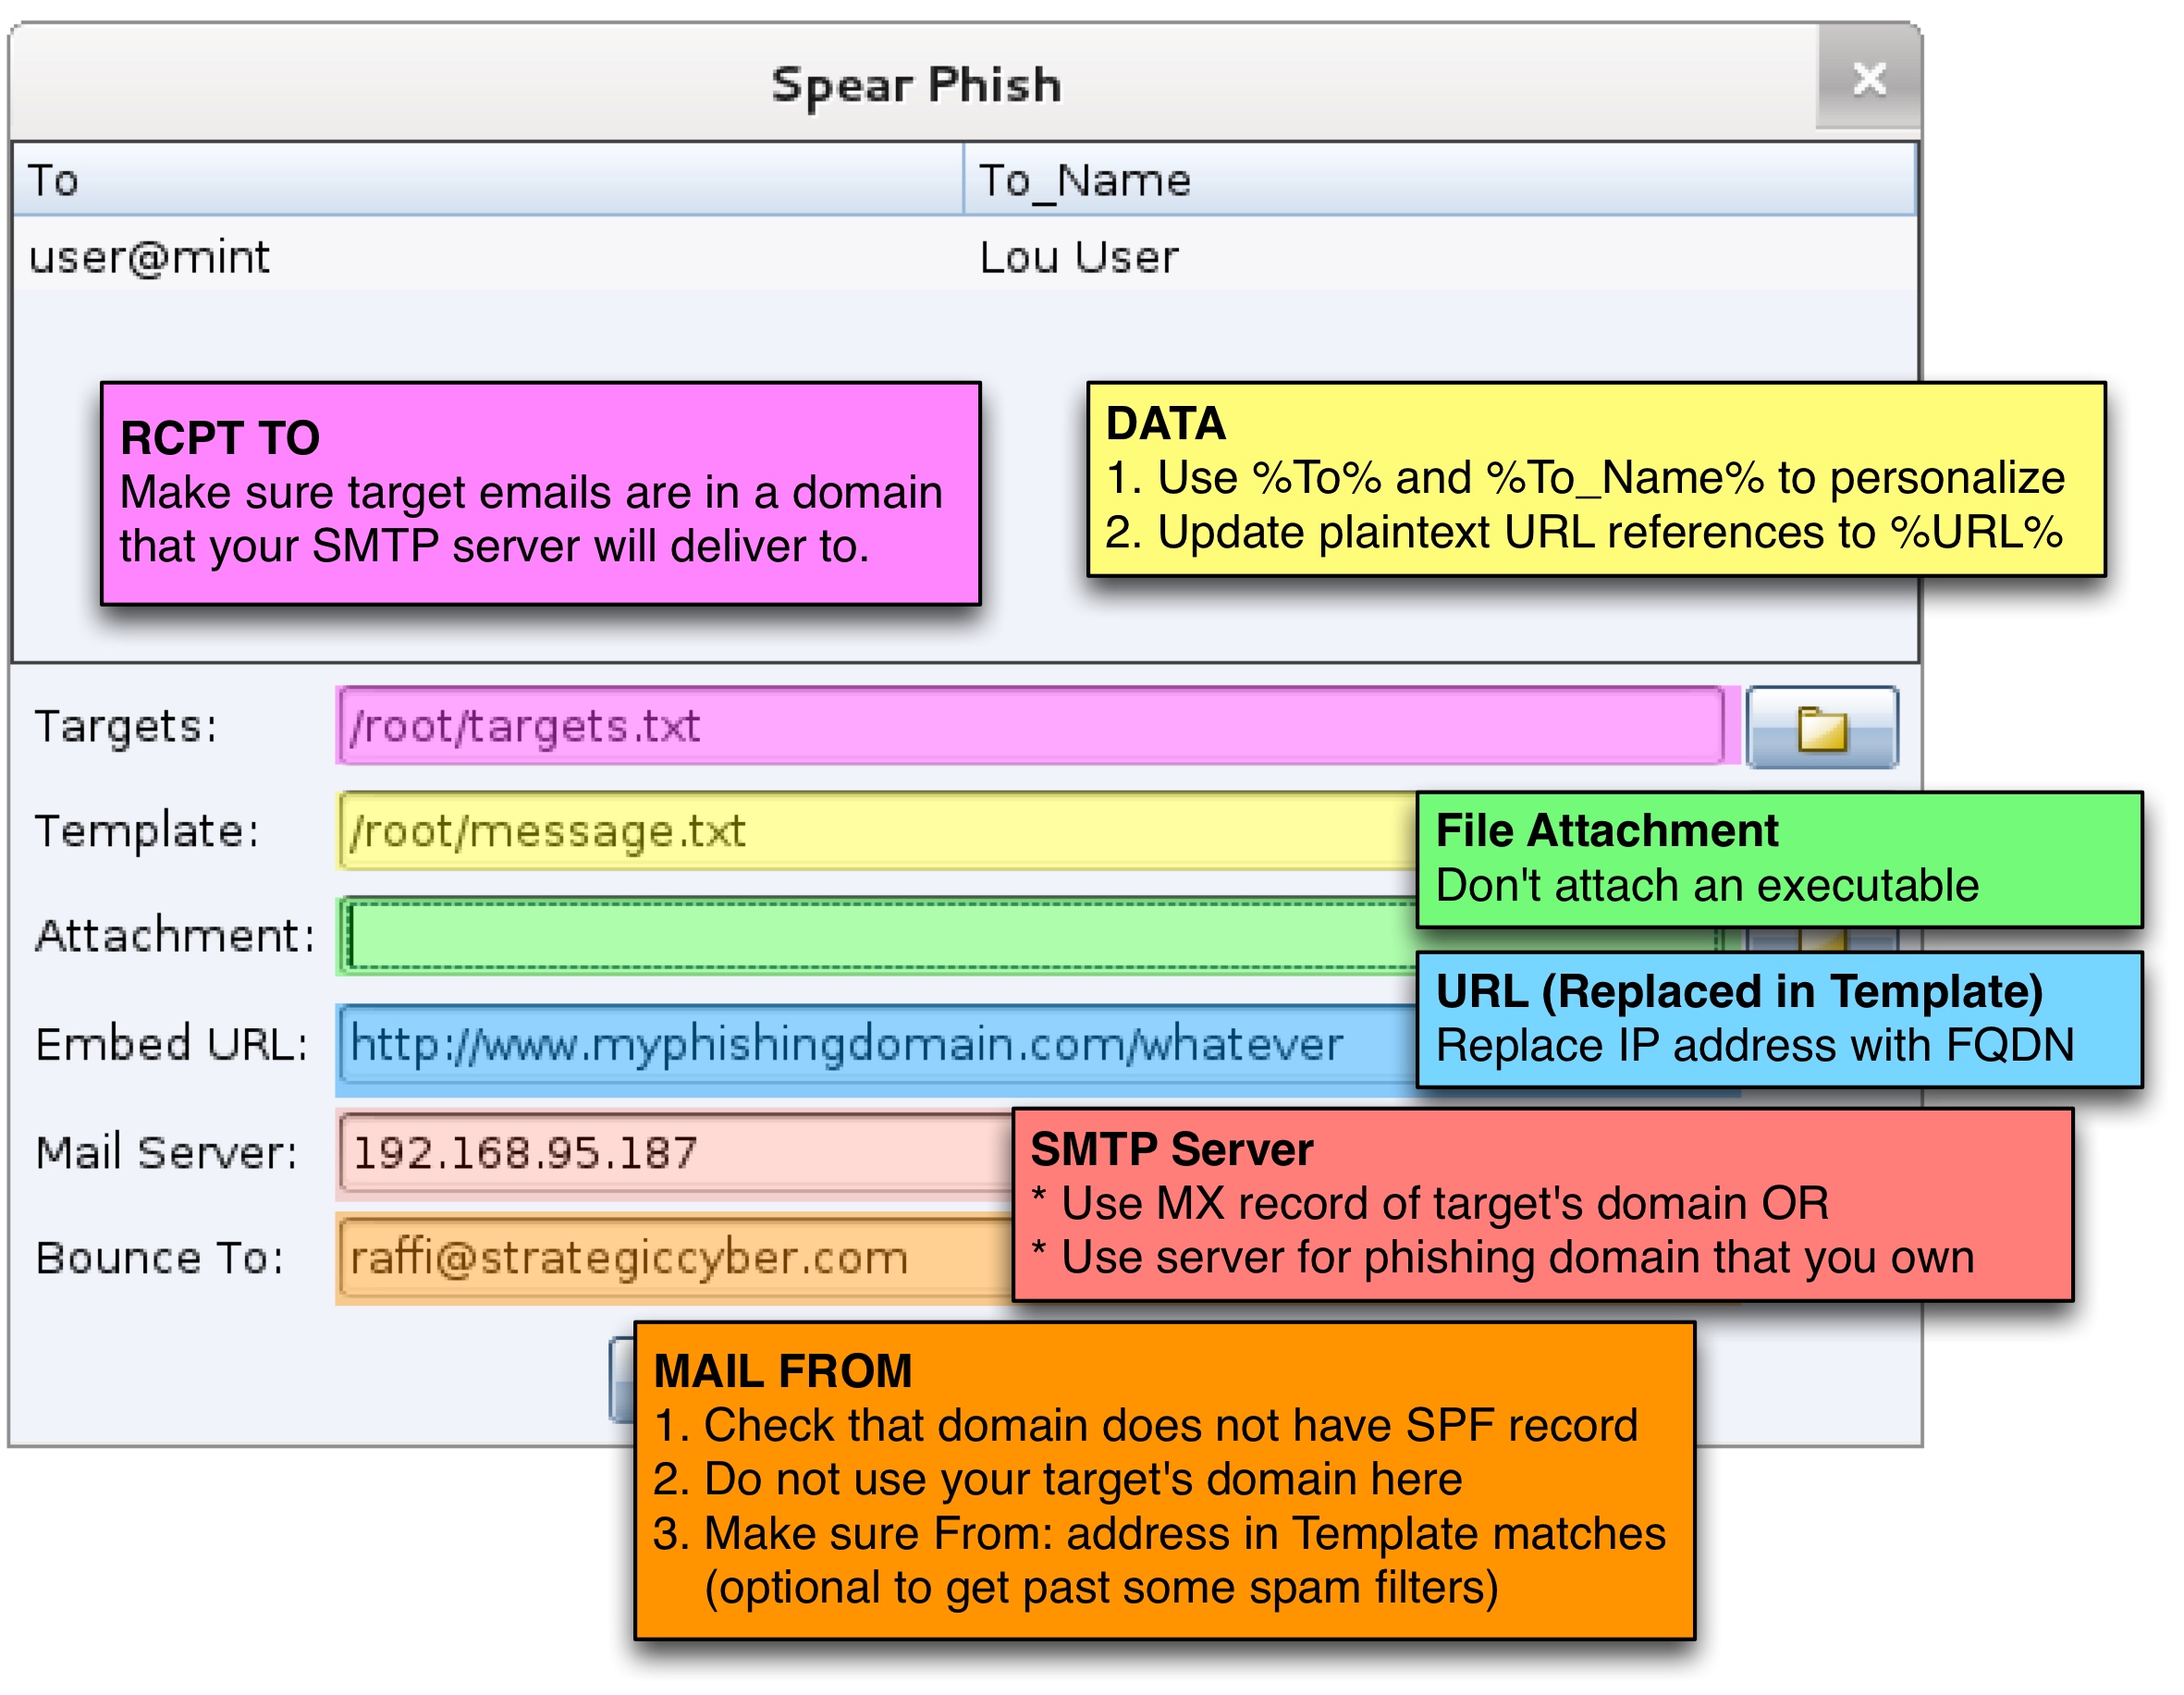 Spear Phish
×
To To_Name
user@mint Lou User
RCPT TO
Make sure target emails are in a domain
that your SMTP server will deliver to.
DATA
1. Use %To% and %To_Name% to personalize
2. Update plaintext URL references to %URL%
Targets: /root/targets.txt
Template: /root/message.txt
File Attachment
Don't attach an executable
Attachment:
URL (Replaced in Template)
Replace IP address with FQDN
Embed URL: http://www.myphishingdomain.com/whatever
Mail Server: 192.168.95.187
SMTP Server
* Use MX record of target's domain OR
* Use server for phishing domain that you own
Bounce To: raffi@strategiccyber.com
MAIL FROM
1. Check that domain does not have SPF record
2. Do not use your target's domain here
3. Make sure From: address in Template matches
(optional to get past some spam filters)